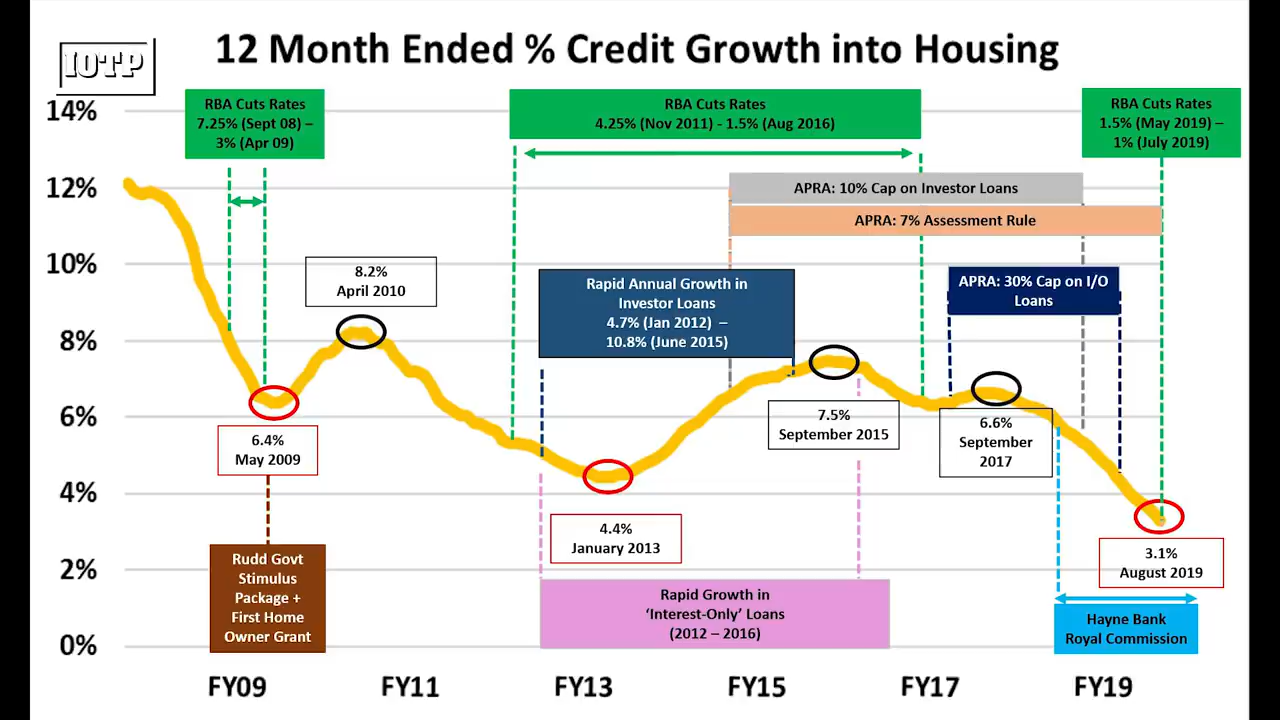 12 Month Ended % Credit Growth into Housing
IOTP
14%
12%
10%
8%
6%
4%
2%
0%
RBA Cuts Rates
7.25% (Sept 08) –
3% (Apr 09)
RBA Cuts Rates
4.25% (Nov 2011) - 1.5% (Aug 2016)
RBA Cuts Rates
1.5% (May 2019) –
1% (July 2019)
APRA: 10% Cap on Investor Loans
APRA: 7% Assessment Rule
8.2%
April 2010
Rapid Annual Growth in
Investor Loans
4.7% (Jan 2012) –
10.8% (June 2015)
APRA: 30% Cap on I/O
Loans
6.4%
May 2009
7.5%
September 2015
6.6%
September
2017
4.4%
January 2013
3.1%
August 2019
Rudd Govt
Stimulus
Package +
First Home
Owner Grant
Rapid Growth in
‘Interest-Only’ Loans
(2012 – 2016)
Hayne Bank
Royal Commission
FY09
FY11
FY13
FY15
FY17
FY19